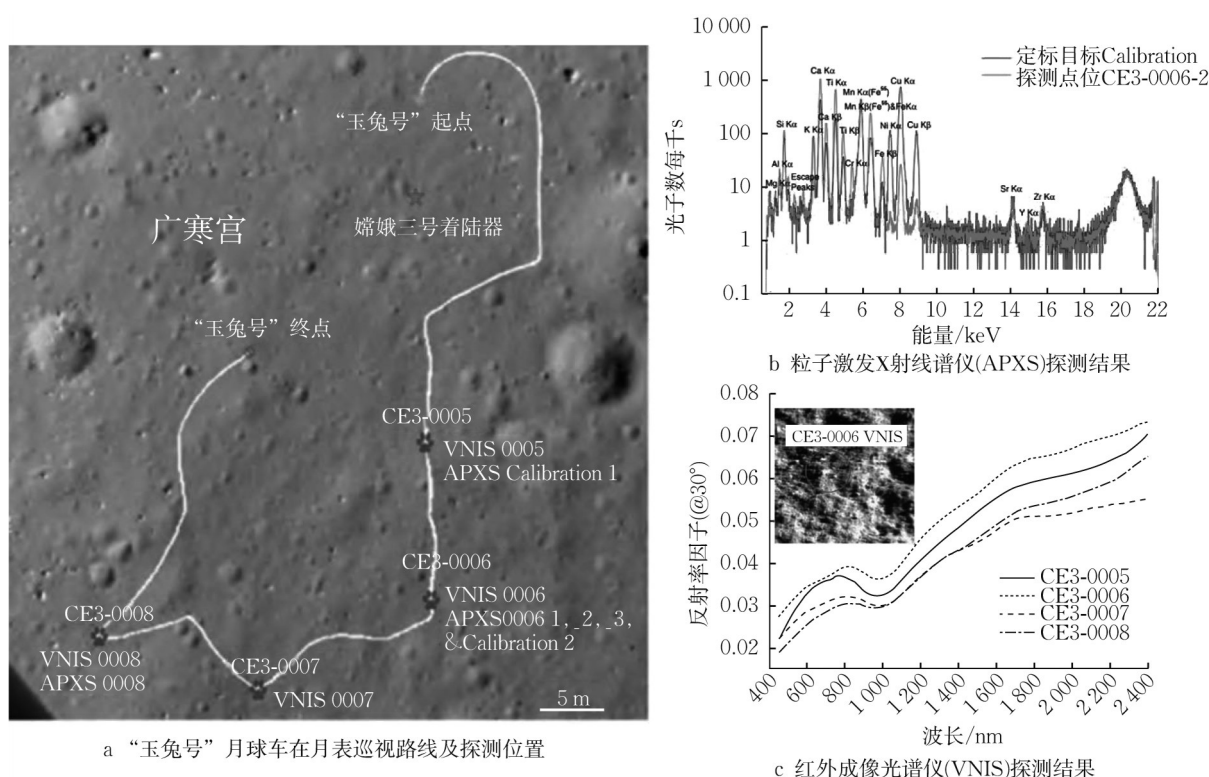 “玉兔号”起点
广寒宫
嫦娥三号着陆器
“玉兔号”终点
CE3-0005
VNIS 0005
APXS Calibration 1
CE3-0006
VNIS 0006
APXS0006 1, _2, _3,
&Calibration 2
CE3-0008
VNIS 0008
APXS 0008
CE3-0007
VNIS 0007
5 m
a “玉兔号”月球车在月表巡视路线及探测位置
10 000
1 000
100
10
1
0.1
光子数每千s
定标目标Calibration
探测点位CE3-0006-2
Ca Kα
Ti Kα
Cu Kα
Mn Kα(Fe⁵⁵)
Mn Kβ(Fe⁵⁵)&FeKα
Si Kα
K Kα
Ca Kβ
Ti Kβ
Ni Kα
Cu Kβ
Al Kα
Cr Kα
Fe Kβ
Mg Kα
Escape
Peaks
Sr Kα
Y Kα
Zr Kα
2 4 6 8 10 12 14 16 18 20 22
能量/keV
b 粒子激发X射线谱仪(APXS)探测结果
0.08
0.07
0.06
0.05
0.04
0.03
0.02
反射率因子((@30°)
CE3-0006 VNIS
CE3-0005
CE3-0006
CE3-0007
CE3-0008
400 600 800 1 000 1 200 1 400 1 600 1 800 2 000 2 200 2 400
波长/nm
c 红外成像光谱仪(VNIS)探测结果